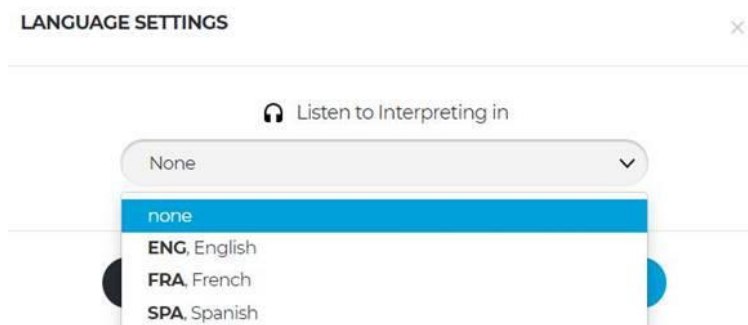 LANGUAGE SETTINGS
Listen to Interpreting in
None
none
ENG, English
FRA, French
SPA, Spanish